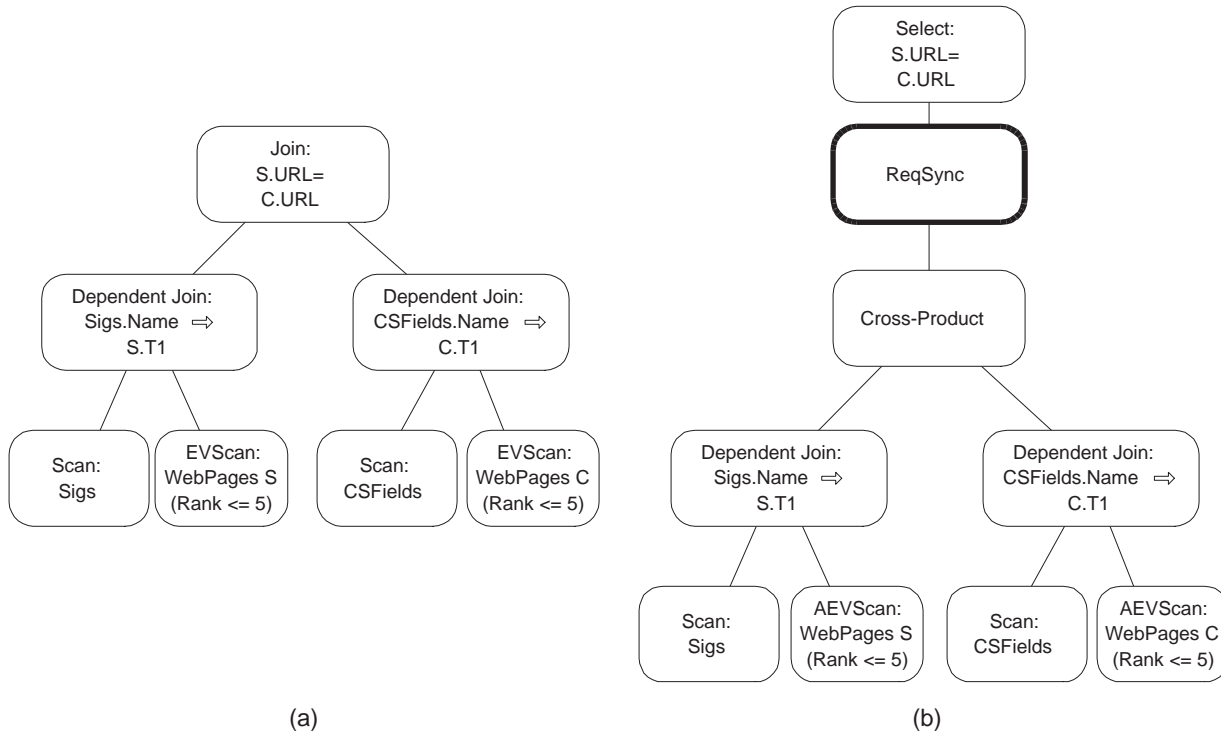 Join:
S.URL=
C.URL
Dependent Join:
Sigs.Name ⇨
S.T1
Dependent Join:
CSFields.Name ⇨
C.T1
Scan:
Sigs
EVScan:
WebPages S
(Rank <= 5)
Scan:
CSFields
EVScan:
WebPages C
(Rank <= 5)
(a)
Select:
S.URL=
C.URL
ReqSync
Cross-Product
Dependent Join:
Sigs.Name ⇨
S.T1
Dependent Join:
CSFields.Name ⇨
C.T1
Scan:
Sigs
AEVScan:
WebPages S
(Rank <= 5)
Scan:
CSFields
AEVScan:
WebPages C
(Rank <= 5)
(b)